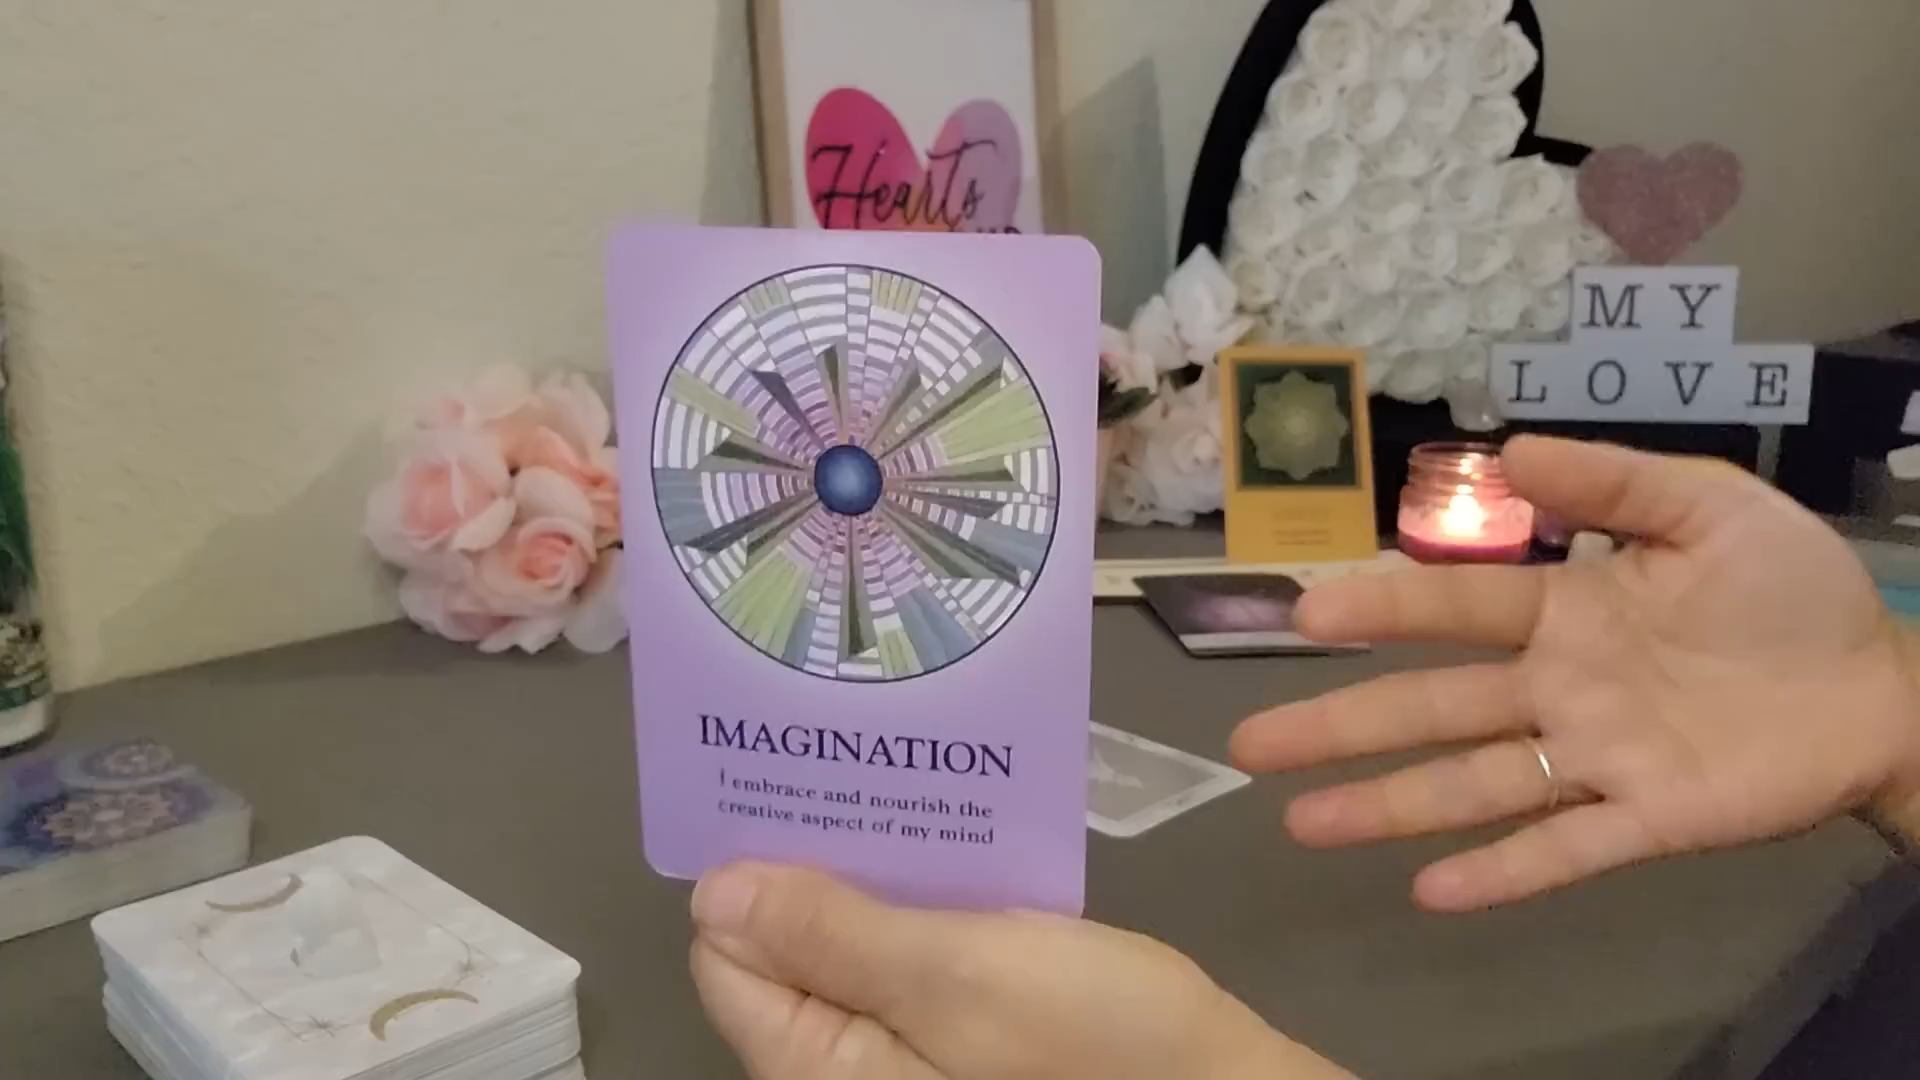 Hearts
MY
LOVE
IMAGINATION
I embrace and nourish the
creative aspect of my mind